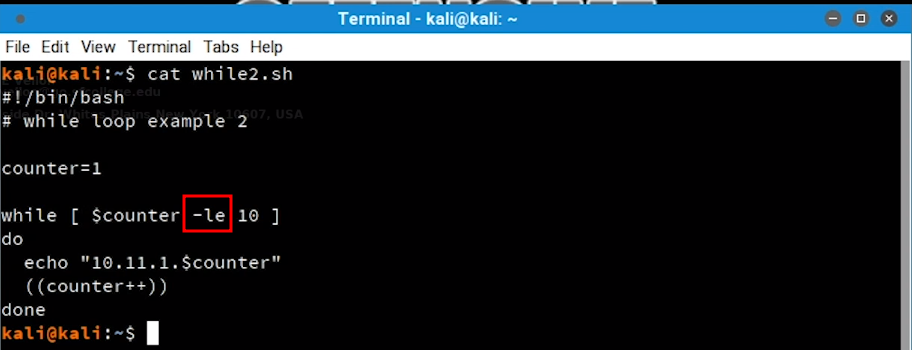 Terminal - kali@kali: ~
File Edit View Terminal Tabs Help
kali@kali:~$ cat while2.sh
#!/bin/bash
# while loop example 2
counter=1
while [ $counter -le 10 ]
do
echo "10.11.1.$counter"
((counter++))
done
kali@kali:~$